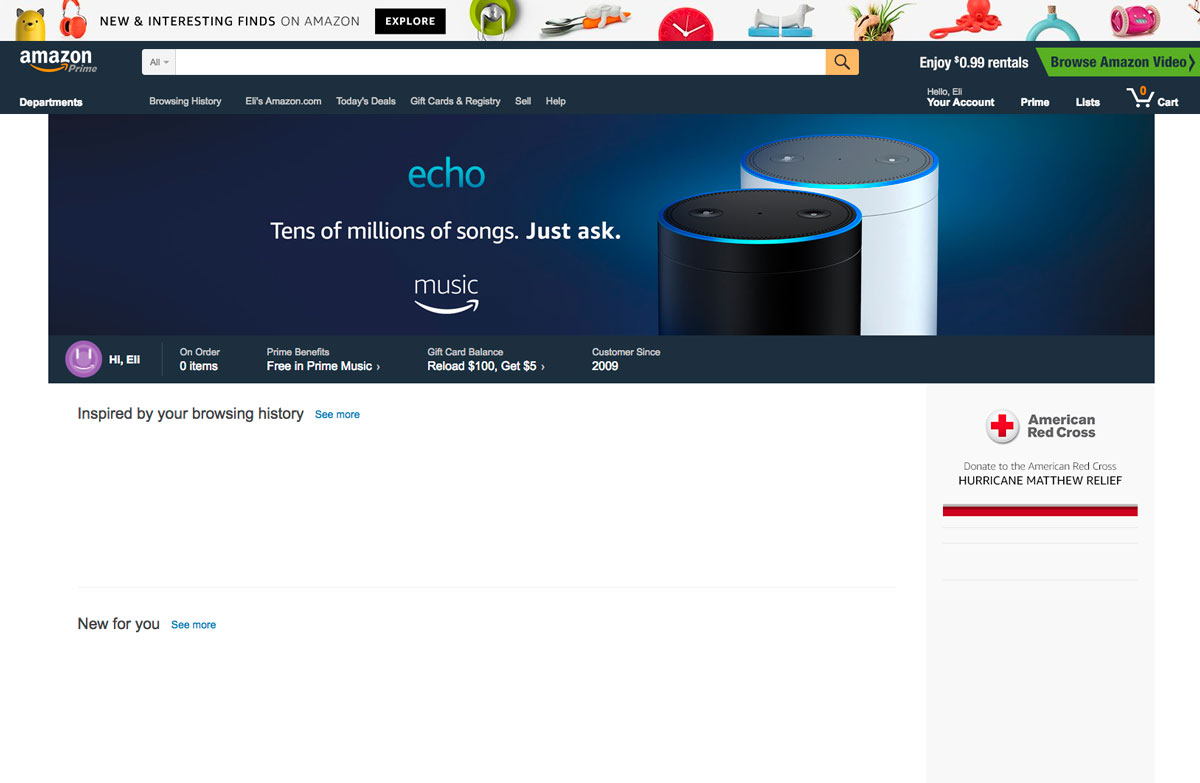 NEW & INTERESTING FINDS ON AMAZON EXPLORE
amazon Prime
All
Enjoy $0.99 rentals Browse Amazon Video
Departments Browsing History Eli's Amazon.com Today's Deals Gift Cards & Registry Sell Help
Hello, Eli
Your Account Prime Lists 0 Cart
echo
Tens of millions of songs. Just ask.
music
Hi, Eli
On Order
0 items
Prime Benefits
Free in Prime Music ›
Gift Card Balance
Reload $100, Get $5 ›
Customer Since
2009
Inspired by your browsing history See more
American
Red Cross
Donate to the American Red Cross
HURRICANE MATTHEW RELIEF
New for you See more